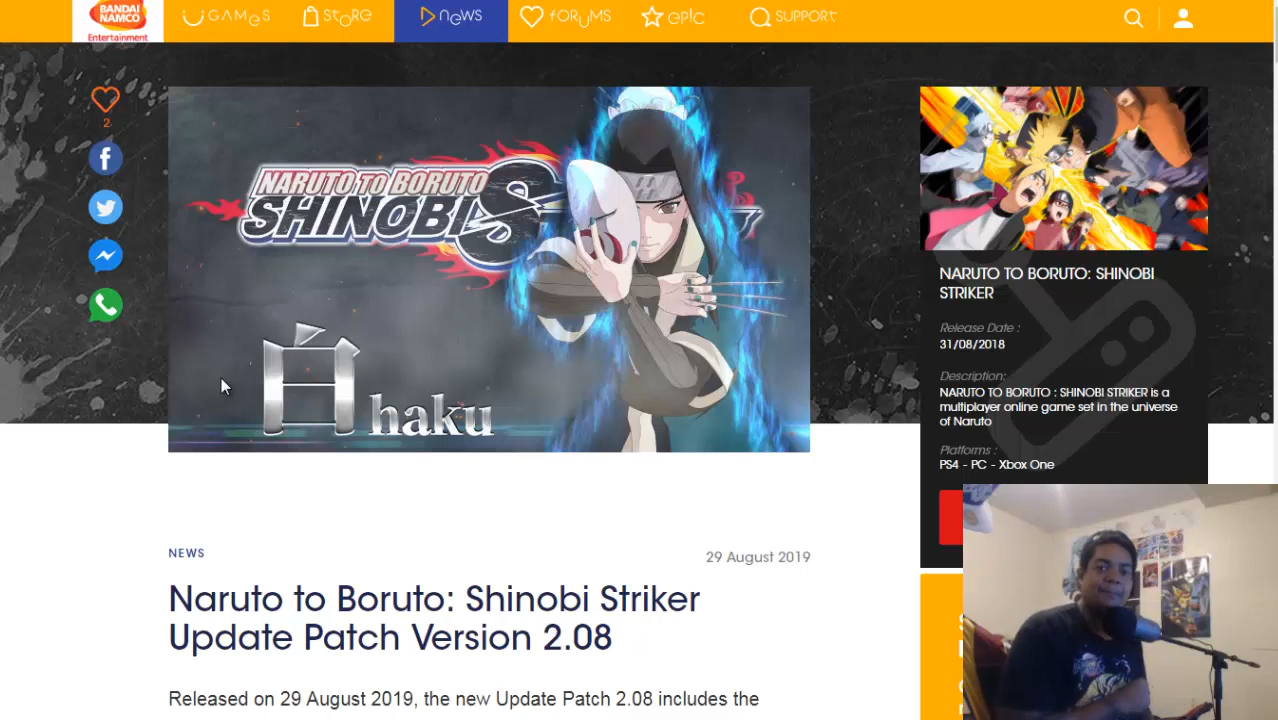 BANDAI
NAMCO
Entertainment
GAMES
STORE
NEWS
FORUMS
EPIC
SUPPORT
2
NARUTO TO BORUTO
SHINOBI
白 haku
NARUTO TO BORUTO: SHINOBI
STRIKER
Release Date :
31/08/2018
Description:
NARUTO TO BORUTO : SHINOBI STRIKER is a
multiplayer online game set in the universe
of Naruto
Platforms :
PS4 - PC - Xbox One
NEWS
29 August 2019
Naruto to Boruto: Shinobi Striker
Update Patch Version 2.08
Released on 29 August 2019, the new Update Patch 2.08 includes the